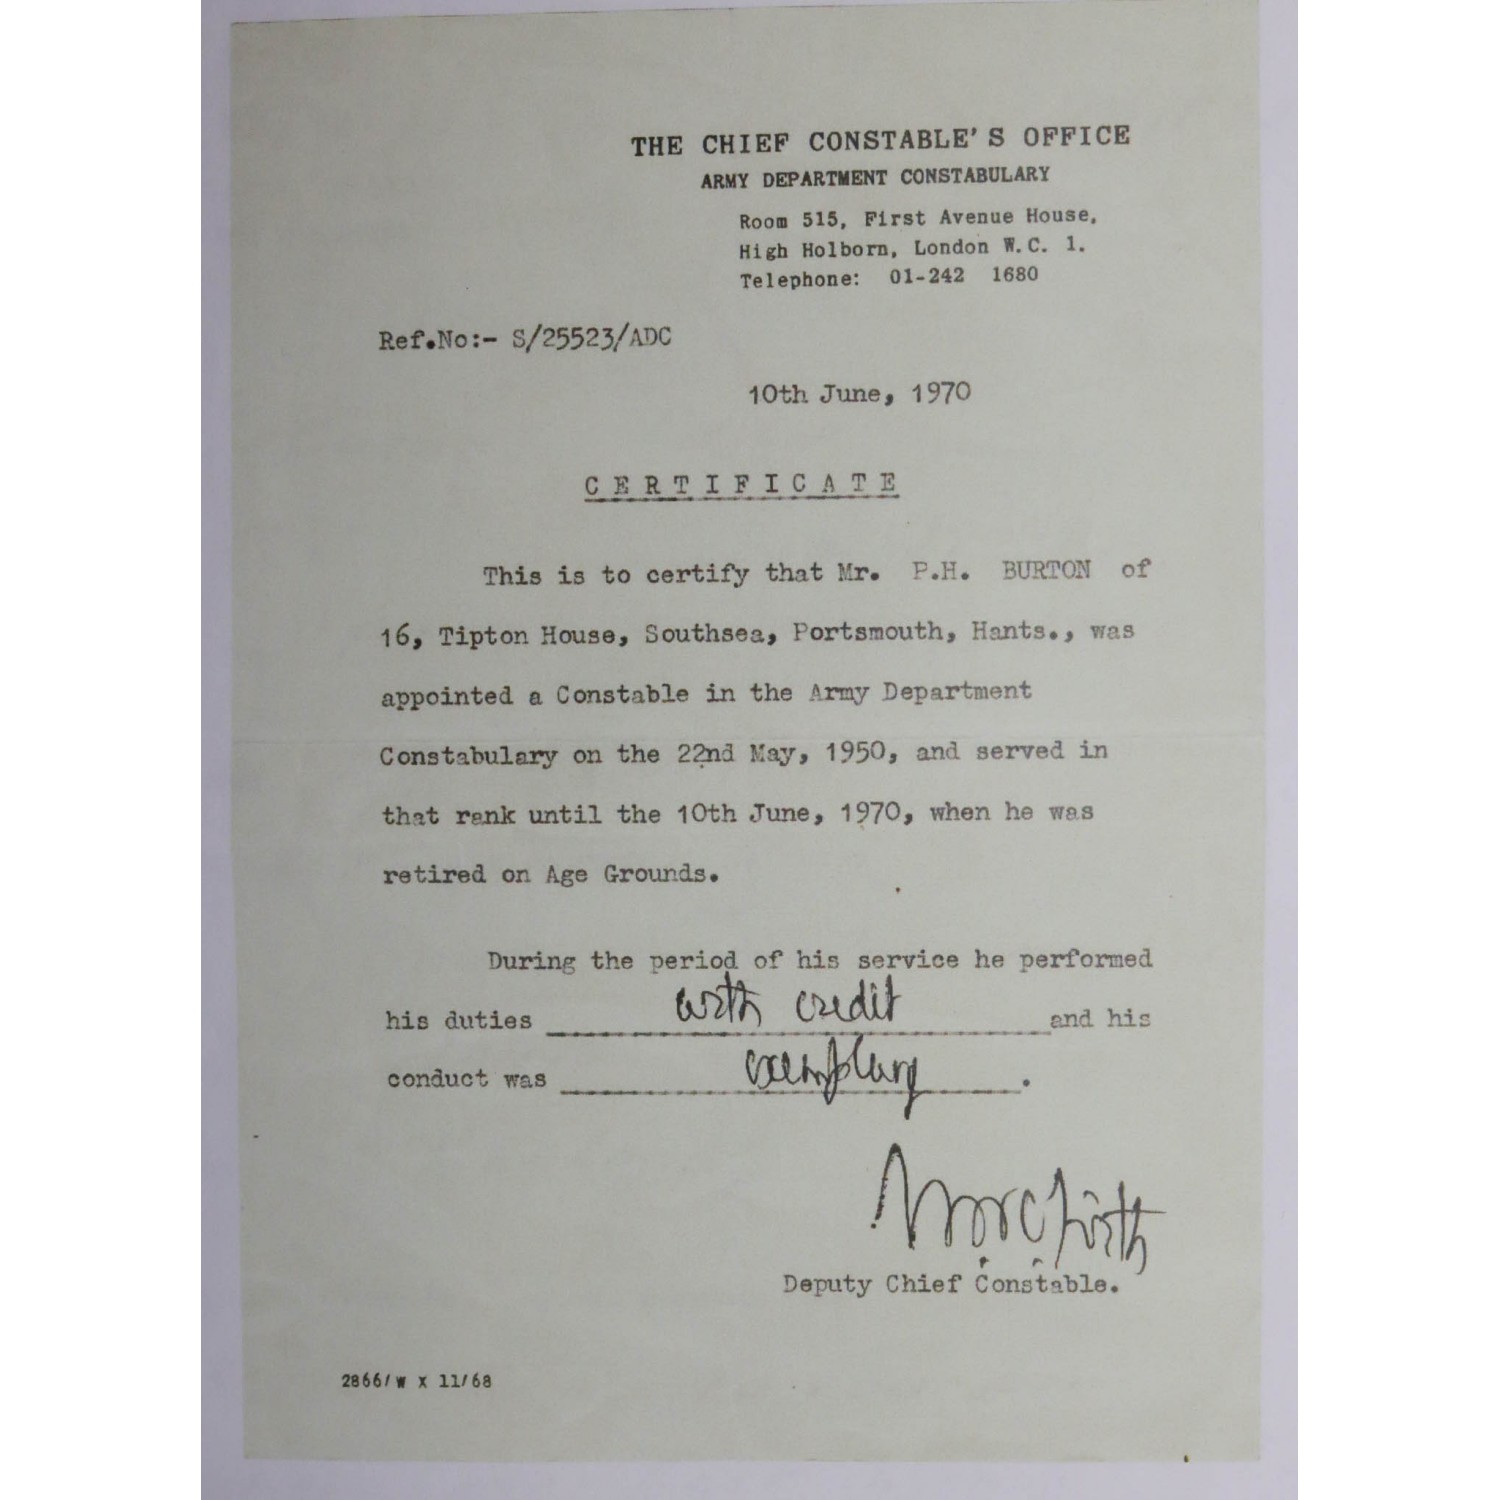 THE CHIEF CONSTABLE'S OFFICE
ARMY DEPARTMENT CONSTABULARY
Room 515, First Avenue House,
High Holborn, London W.C. 1.
Telephone: 01-242 1680
Ref.No:- S/25523/ADC
10th June, 1970
CERTIFICATE
This is to certify that Mr. P.H. BURTON of
16, Tipton House, Southsea, Portsmouth, Hants., was
appointed a Constable in the Army Department
Constabulary on the 22nd May, 1950, and served in
that rank until the 10th June, 1970, when he was
retired on Age Grounds.
During the period of his service he performed
his duties with credit and his
conduct was exemplary.
Deputy Chief Constable.
2866/W X 11/68